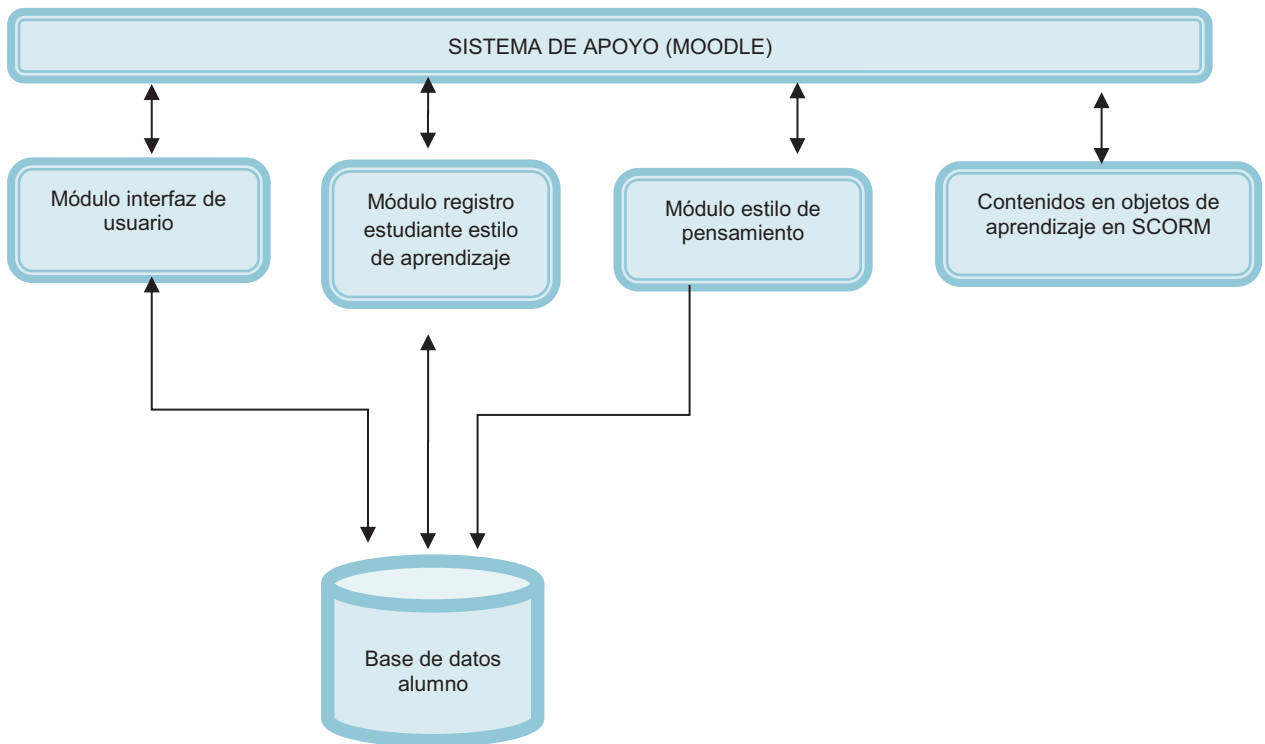 SISTEMA DE APOYO (MOODLE)
Módulo interfaz de
usuario
Módulo registro
estudiante estilo
de aprendizaje
Módulo estilo de
pensamiento
Contenidos en objetos de
aprendizaje en SCORM
Base de datos
alumno